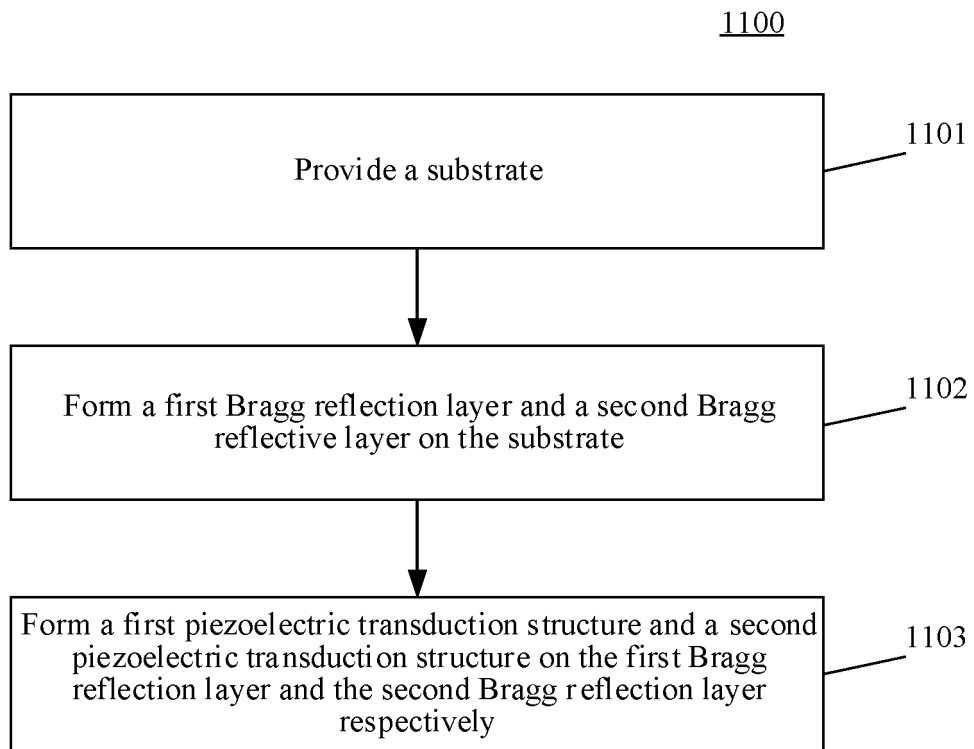 1100
Provide a substrate
1101
Form a first Bragg reflection layer and a second Bragg
reflective layer on the substrate
1102
Form a first piezoelectric transduction structure and a second
piezoelectric transduction structure on the first Bragg
reflection layer and the second Bragg reflection layer
respectively
1103